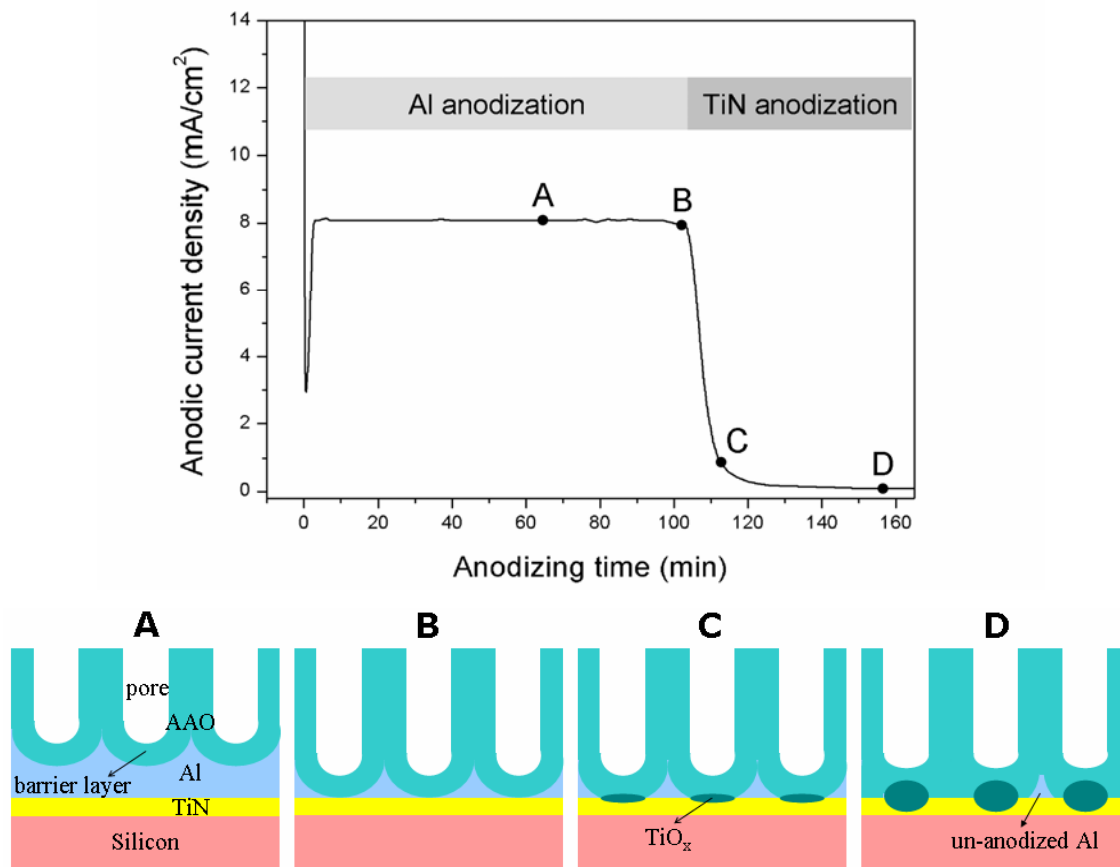 14
12
10
8
6
4
2
0
Anodic current density (mA/cm²)
Al anodization
TiN anodization
A
B
C
D
0 20 40 60 80 100 120 140 160
Anodizing time (min)
A B C D
pore
AAO
barrier layer
Al
TiN
Silicon
TiOₓ
un-anodized Al